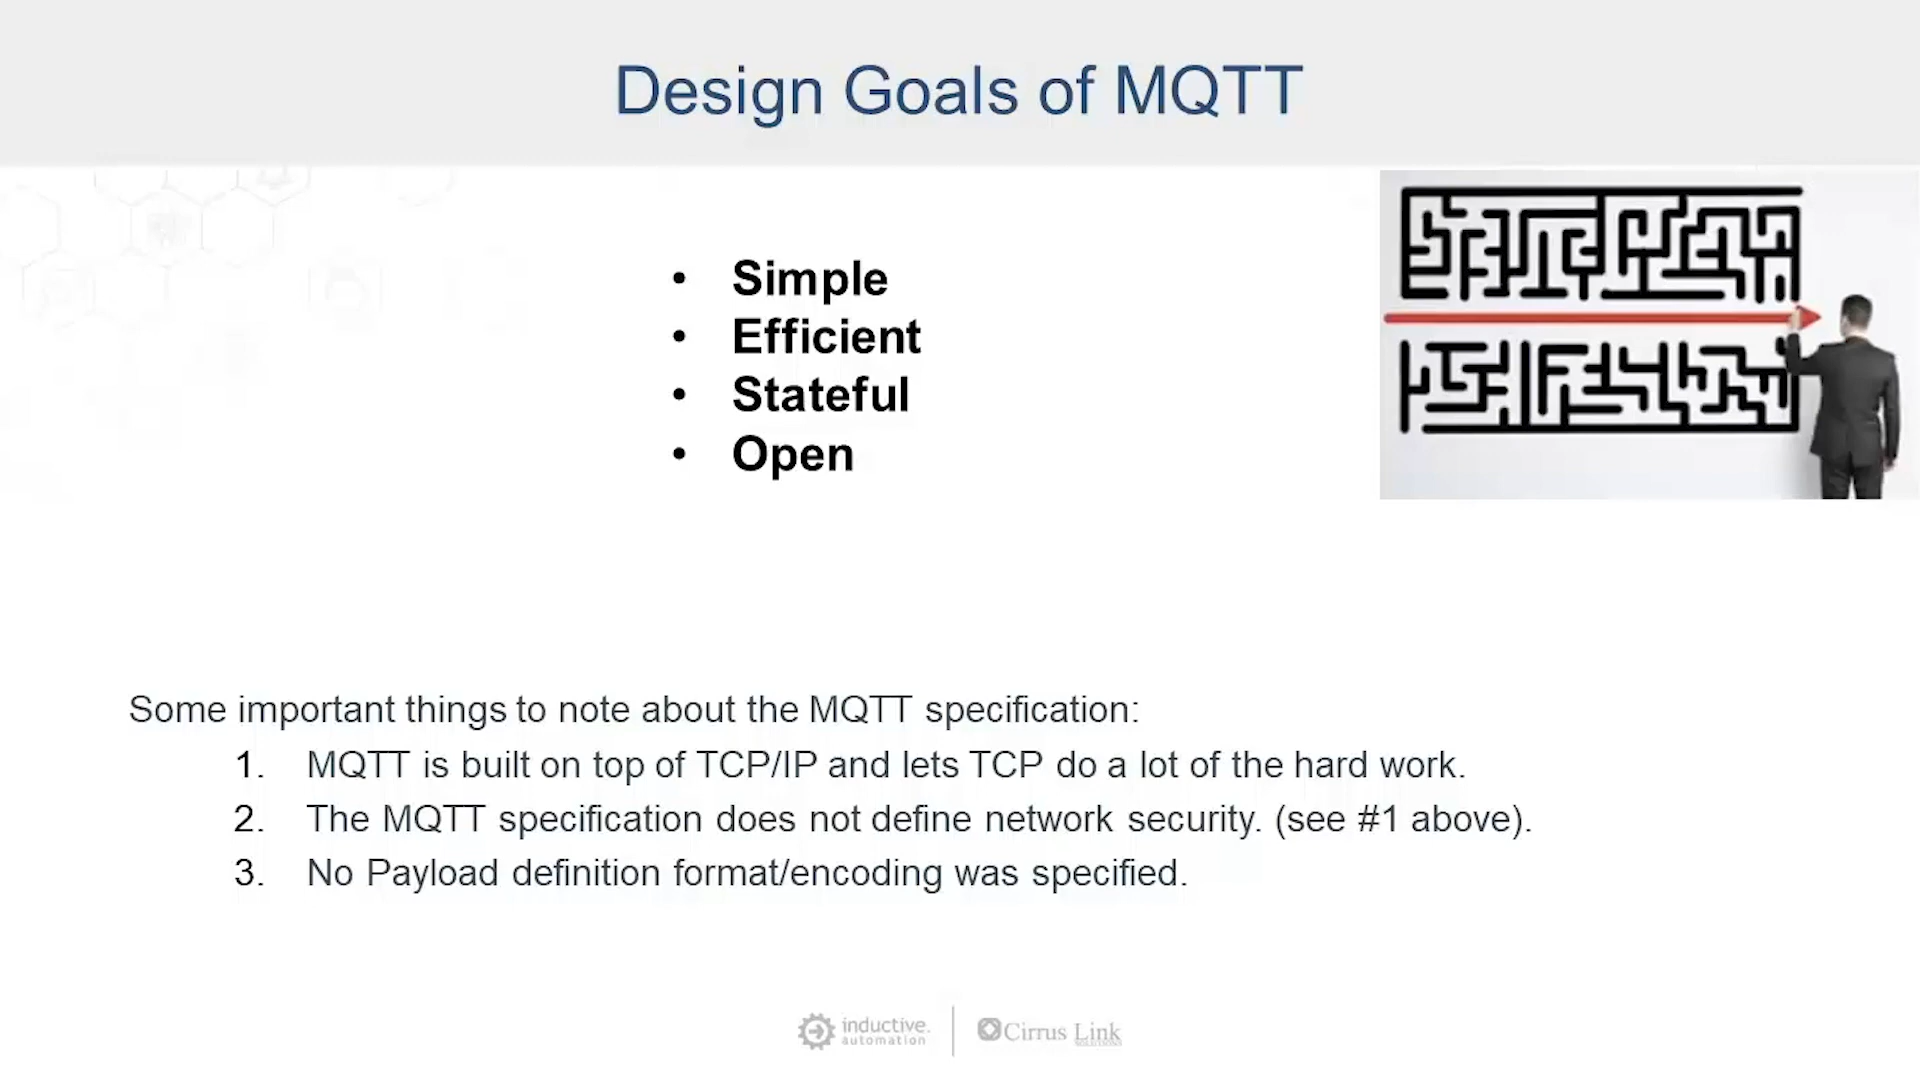 Design Goals of MQTT
• Simple
• Efficient
• Stateful
• Open
Some important things to note about the MQTT specification:
1. MQTT is built on top of TCP/IP and lets TCP do a lot of the hard work.
2. The MQTT specification does not define network security. (see #1 above).
3. No Payload definition format/encoding was specified.
inductive.
automation
Cirrus Link
SOLUTIONS